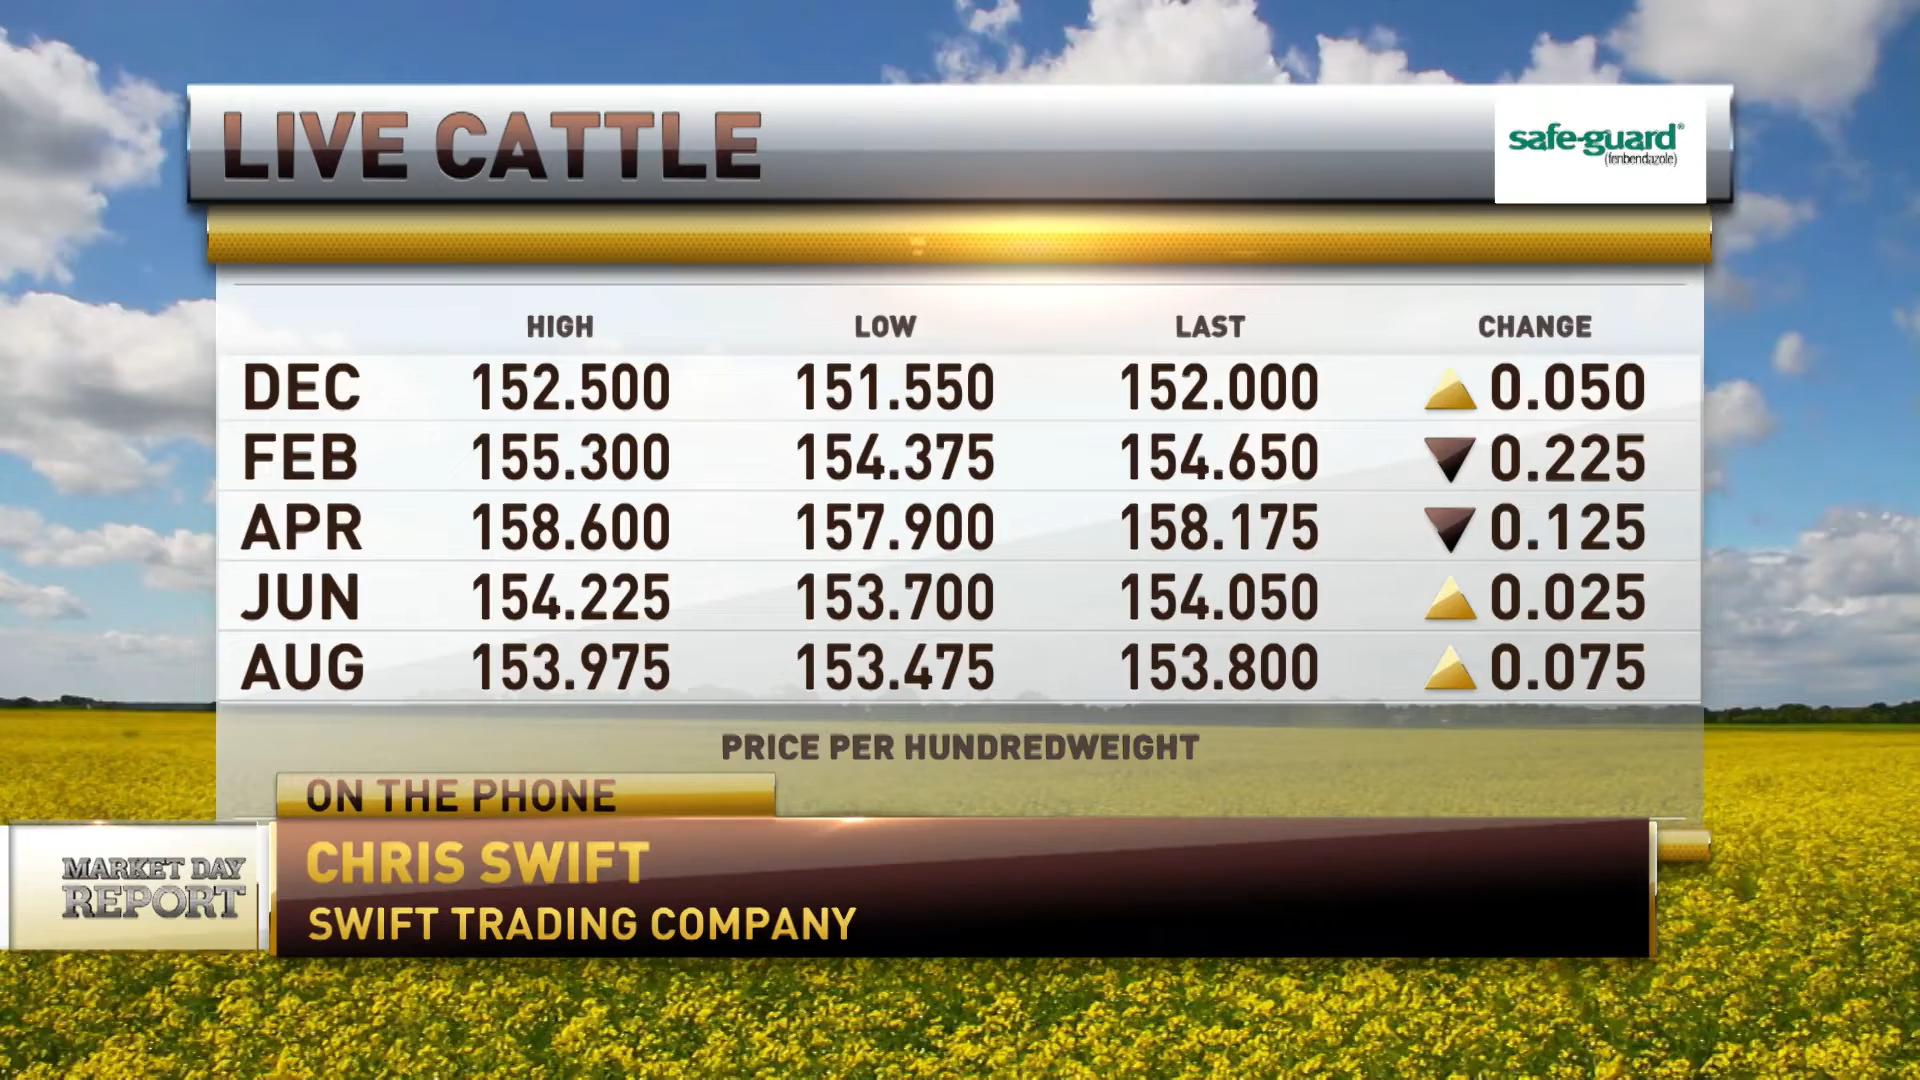 LIVE CATTLE
safe-guard®
(fenbendazole)
HIGH LOW LAST CHANGE
DEC 152.500 151.550 152.000 0.050
FEB 155.300 154.375 154.650 0.225
APR 158.600 157.900 158.175 0.125
JUN 154.225 153.700 154.050 0.025
AUG 153.975 153.475 153.800 0.075
PRICE PER HUNDREDWEIGHT
ON THE PHONE
CHRIS SWIFT
SWIFT TRADING COMPANY
MARKET DAY
REPORT